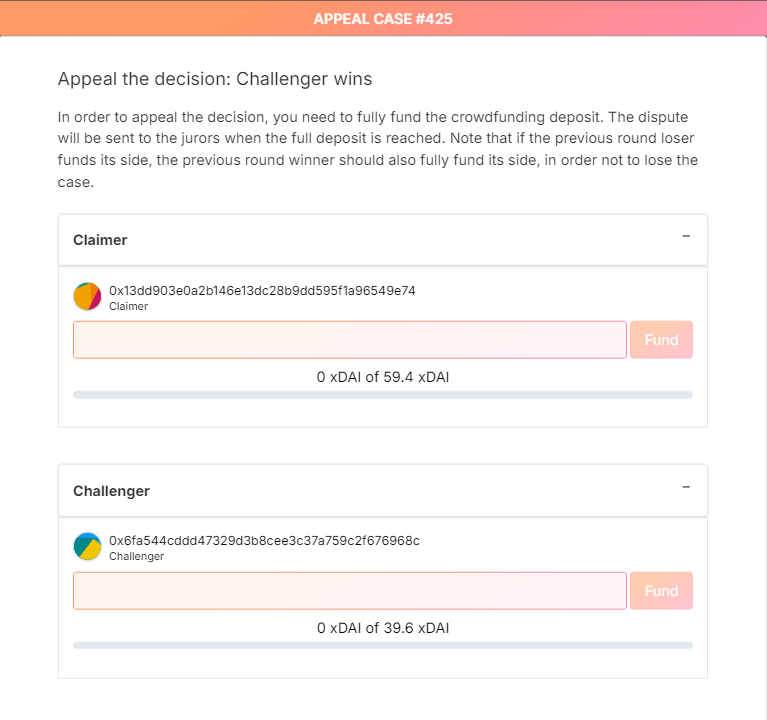 APPEAL CASE #425
Appeal the decision: Challenger wins
In order to appeal the decision, you need to fully fund the crowdfunding deposit. The dispute
will be sent to the jurors when the full deposit is reached. Note that if the previous round loser
funds its side, the previous round winner should also fully fund its side, in order not to lose the
case.
Claimer
0x13dd903e0a2b146e13dc28b9dd595f1a96549e74
Claimer
Fund
0 xDAI of 59.4 xDAI
Challenger
0x6fa544cddd47329d3b8cee3c37a759c2f676968c
Challenger
Fund
0 xDAI of 39.6 xDAI